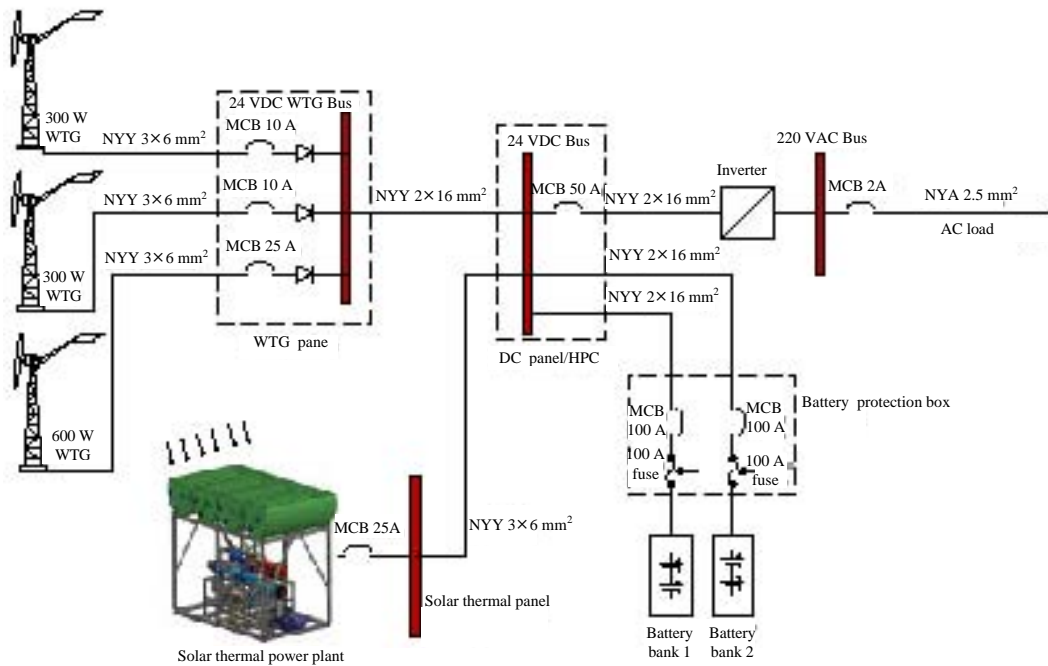 24 VDC WTG Bus
MCB 10 A
300 W
WTG
NYY 3×6 mm²
MCB 10 A
NYY 3×6 mm²
MCB 25 A
NYY 3×6 mm²
300 W
WTG
WTG pane
600 W
WTG
NYY 2×16 mm²
24 VDC Bus
MCB 50 A
NYY 2×16 mm²
Inverter
220 VAC Bus
MCB 2A
NYA 2.5 mm²
AC load
NYY 2×16 mm²
NYY 2×16 mm²
DC panel/HPC
Battery protection box
MCB
100 A
MCB
100 A
100 A
fuse
100 A
fuse
MCB 25A
NYY 3×6 mm²
Solar thermal panel
Solar thermal power plant
Battery
bank 1
Battery
bank 2